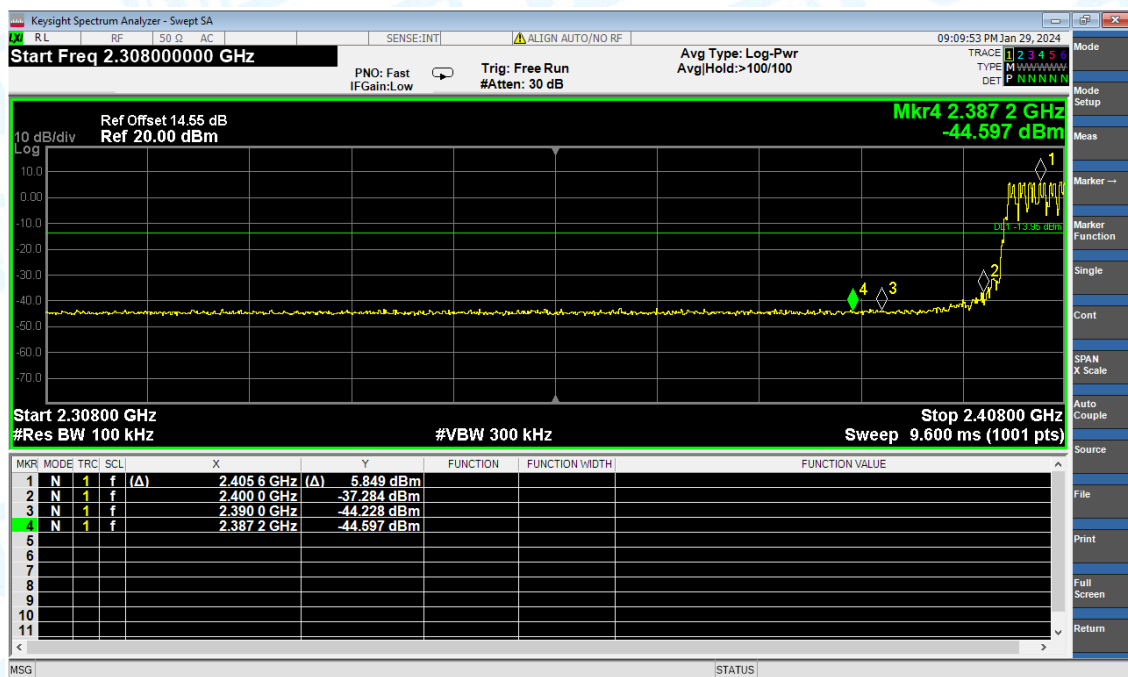 Keysight Spectrum Analyzer - Swept SA
LXI RL RF 50 Ω AC SENSE:INT ALIGN AUTO/NO RF 09:09:53 PM Jan 29, 2024
Start Freq 2.308000000 GHz
PNO: Fast
IFGain:Low
Trig: Free Run
#Atten: 30 dB
Avg Type: Log-Pwr
Avg|Hold:>100/100
TRACE 1 2 3 4 5 6
TYPE M WWWWW
DET P N N N N N
Ref Offset 14.55 dB
Ref 20.00 dBm
10 dB/div
Log
Mkr4 2.387 2 GHz
-44.597 dBm
10.0
0.00
-10.0
-20.0
-30.0
-40.0
-50.0
-60.0
-70.0
1
DL1 -13.95 dBm
2
4
3
Start 2.30800 GHz
Stop 2.40800 GHz
#Res BW 100 kHz
#VBW 300 kHz
Sweep 9.600 ms (1001 pts)
MKR MODE TRC SCL X Y FUNCTION FUNCTION WIDTH FUNCTION VALUE
1 N 1 f (Δ) 2.405 6 GHz (Δ) 5.849 dBm
2 N 1 f 2.400 0 GHz -37.284 dBm
3 N 1 f 2.390 0 GHz -44.228 dBm
4 N 1 f 2.387 2 GHz -44.597 dBm
5
6
7
8
9
10
11
MSG
STATUS
Mode
Mode
Setup
Meas
Marker →
Marker
Function
Single
Cont
SPAN
X Scale
Auto
Couple
Source
File
Print
Full
Screen
Return